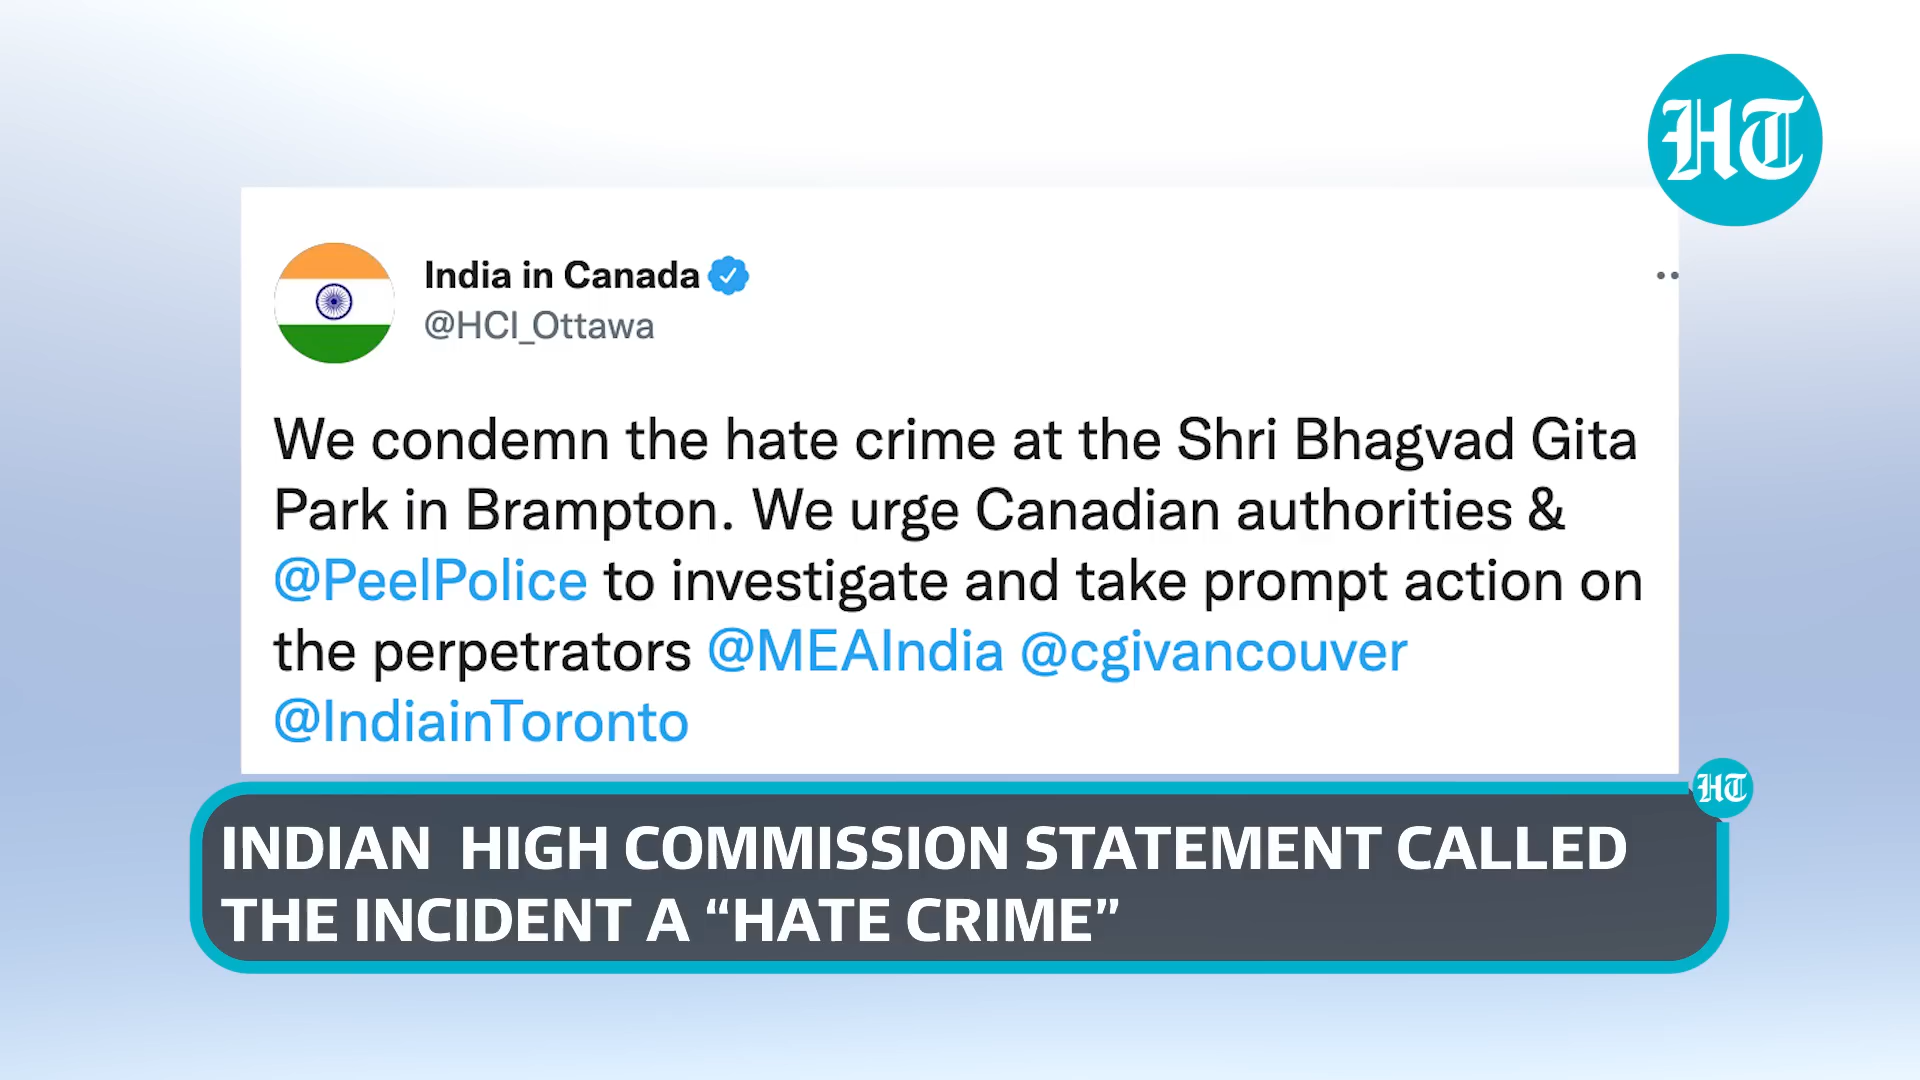 HT
India in Canada
@HCI_Ottawa
We condemn the hate crime at the Shri Bhagvad Gita
Park in Brampton. We urge Canadian authorities &
@PeelPolice to investigate and take prompt action on
the perpetrators @MEAIndia @cgivancouver
@IndiainToronto
HT
INDIAN HIGH COMMISSION STATEMENT CALLED
THE INCIDENT A “HATE CRIME”